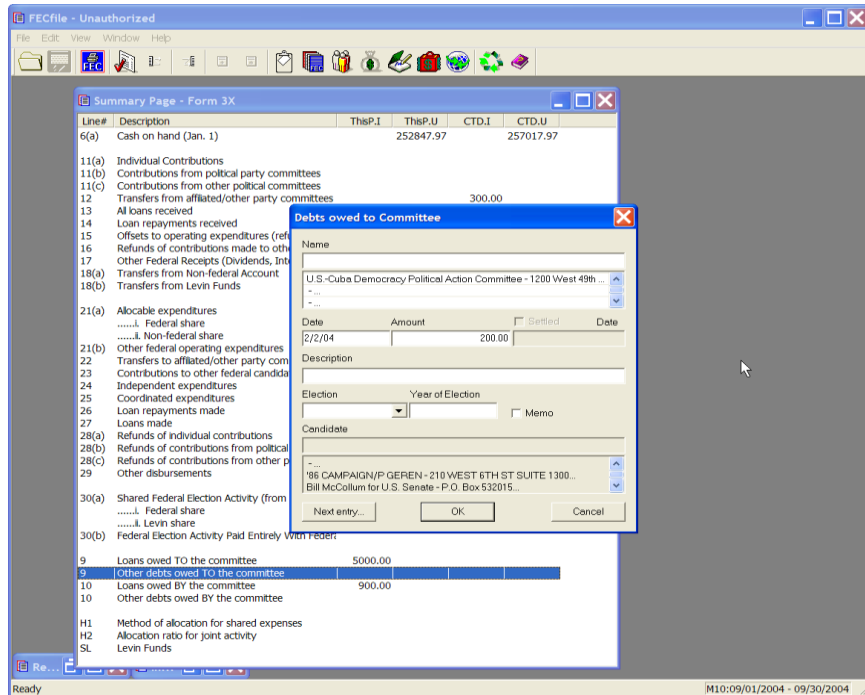 FECfile - Unauthorized
File Edit View Window Help
FEC
FEC
Summary Page - Form 3X
Line# Description ThisP.I ThisP.U CTD.I CTD.U
6(a) Cash on hand (Jan. 1) 252847.97 257017.97
11(a) Individual Contributions
11(b) Contributions from political party committees
11(c) Contributions from other political committees
12 Transfers from affiliated/other party committees 300.00
13 All loans received
14 Loan repayments received
15 Offsets to operating expenditures (refu
16 Refunds of contributions made to othe
17 Other Federal Receipts (Dividends, Inte
18(a) Transfers from Non-federal Account
18(b) Transfers from Levin Funds
21(a) Allocable expenditures
......i. Federal share
......ii. Non-federal share
21(b) Other federal operating expenditures
22 Transfers to affiliated/other party com
23 Contributions to other federal candida
24 Independent expenditures
25 Coordinated expenditures
26 Loan repayments made
27 Loans made
28(a) Refunds of individual contributions
28(b) Refunds of contributions from political
28(c) Refunds of contributions from other p
29 Other disbursements
30(a) Shared Federal Election Activity (from
......i. Federal share
......ii. Levin share
30(b) Federal Election Activity Paid Entirely With Federa
9 Loans owed TO the committee 5000.00
9 Other debts owed TO the committee
10 Loans owed BY the committee 900.00
10 Other debts owed BY the committee
H1 Method of allocation for shared expenses
H2 Allocation ratio for joint activity
SL Levin Funds
Debts owed to Committee
Name
U.S.-Cuba Democracy Political Action Committee - 1200 West 49th ...
- ...
- ...
Date Amount Settled Date
2/2/04 200.00
Description
Election Year of Election
Memo
Candidate
- ...
'86 CAMPAIGN/P GEREN - 210 WEST 6TH ST SUITE 1300...
Bill McCollum for U.S. Senate - P.O. Box 532015...
Next entry... OK Cancel
Re...
Ready M10:09/01/2004 - 09/30/2004